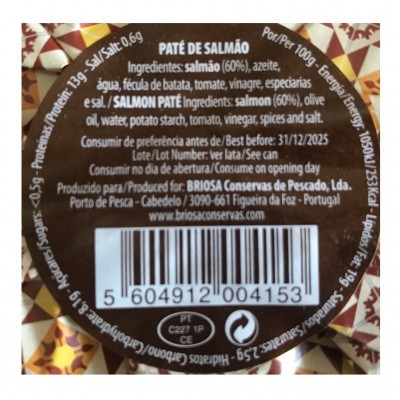 PATÉ DE SALMÃO
Ingredientes: salmão (60%), azeite,
água, fécula de batata, tomate, vinagre, especiarias
e sal. / SALMON PATÉ Ingredients: salmon (60%), olive
oil, water, potato starch, tomato, vinegar, spices and salt.
Consumir de preferência antes de/Best before: 31/12/2025
Lote/Lot Number: ver lata/See can
Consumir no dia de abertura/Consume on opening day
Produzido para/Produced for: BRIOSA Conservas de Pescado, Lda.
Porto de Pesca - Cabedelo / 3090-661 Figueira da Foz - Portugal
www.briosaconservas.com
5 604912 004153
PT
C227 1P
CE
Por/Per 100g - Energia/Energy: 1050kJ/253Kcal - Lípidos/Fat: 19g - Saturados/Saturates: 2,5g - Hidratos Carbono/Carbohydrate: 8,1g - Açúcares/Sugars: <0,5g - Proteínas/Protein: 13g - Sal/Salt: 0,6g